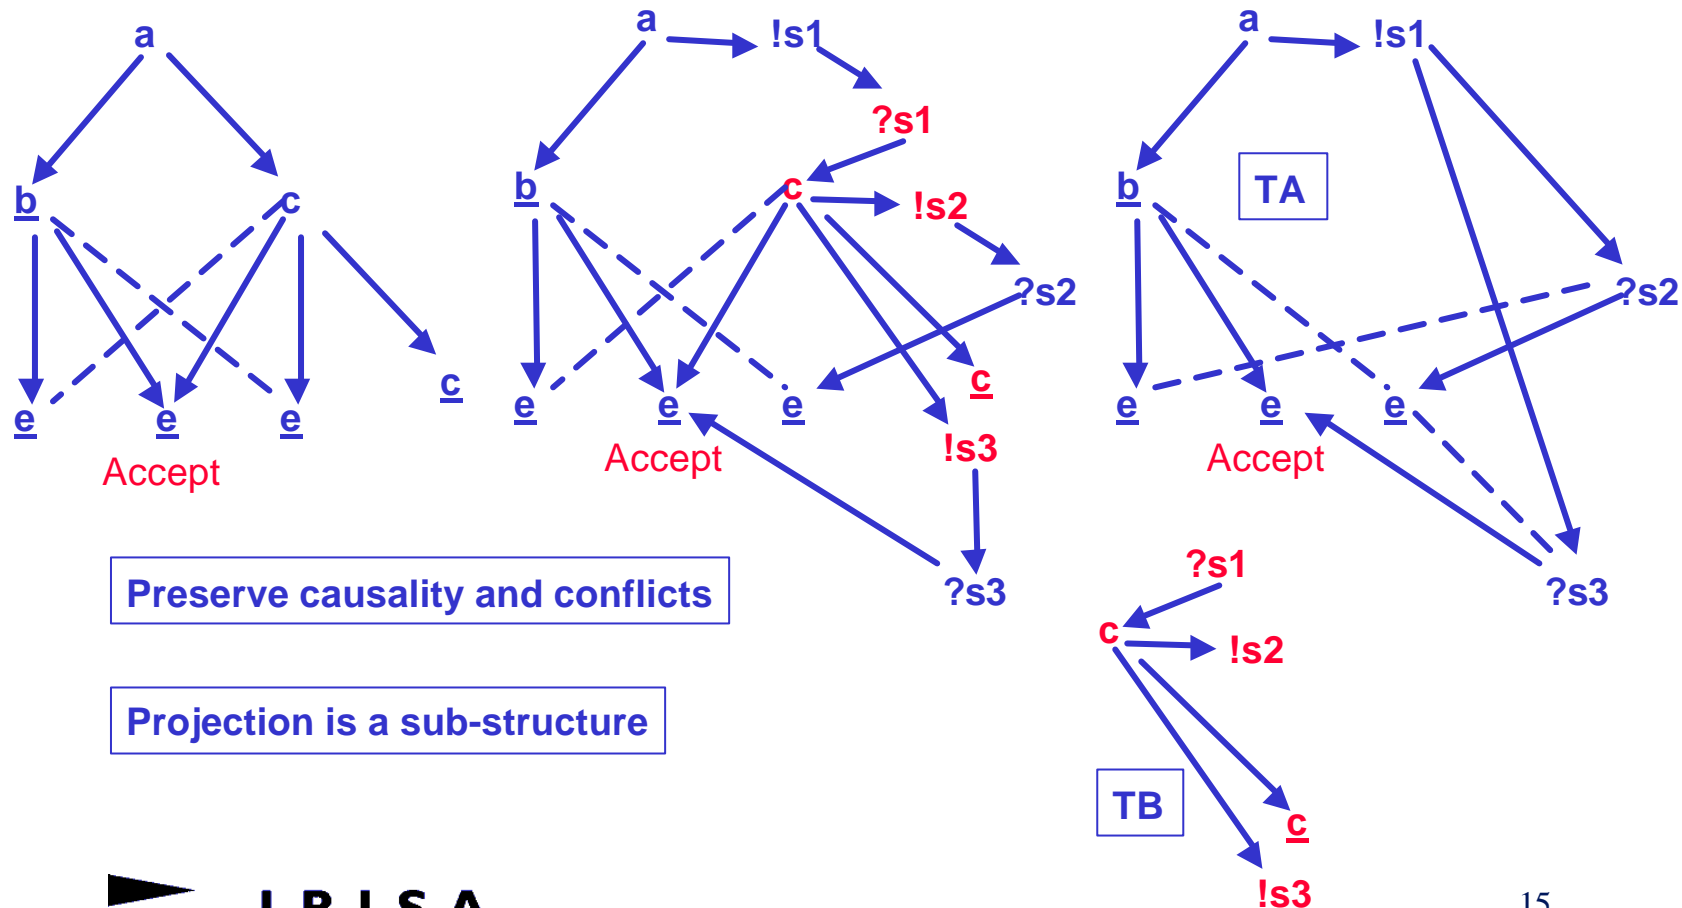 a
b
c
e
e
e
c
Accept
a
!s1
?s1
b
c
!s2
?s2
e
e
e
c
Accept
!s3
?s3
a
!s1
b
TA
?s2
e
e
e
Accept
?s3
Preserve causality and conflicts
Projection is a sub-structure
?s1
c
!s2
TB
c
!s3
I R I S A
15